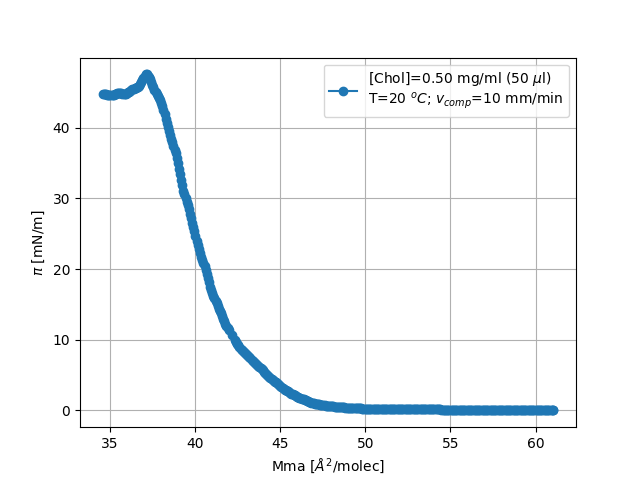 [Chol]=0.50 mg/ml (50 μl)
T=20 °C; v_comp=10 mm/min
40
30
20
10
0
π [mN/m]
35 40 45 50 55 60
Mma [Å²/molec]